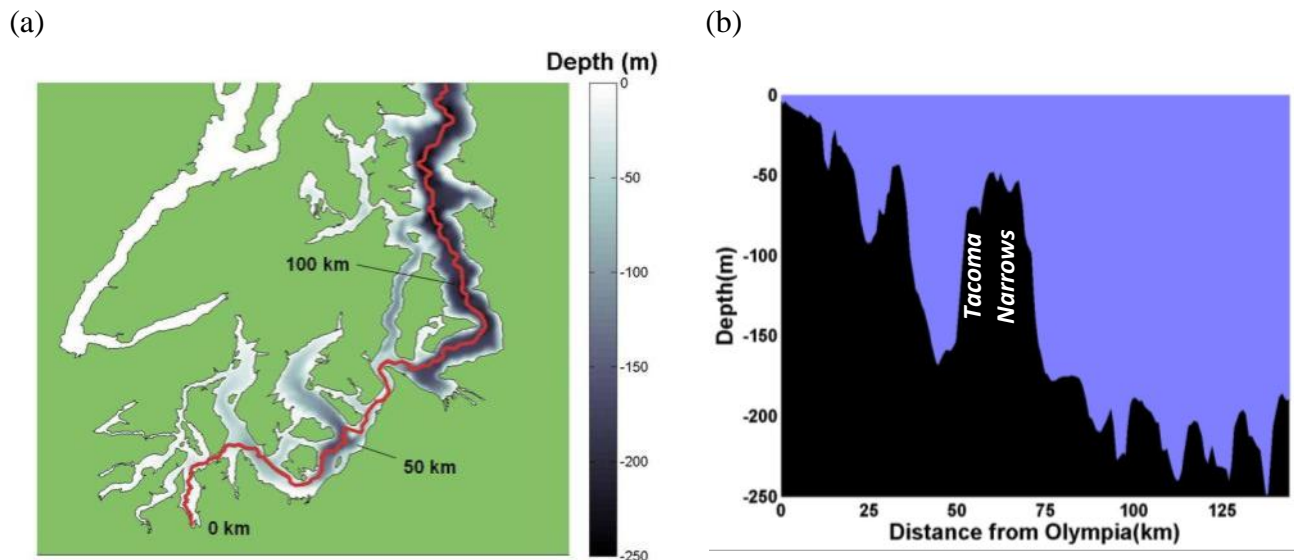 (a)
Depth (m)
0
-50
-100
-150
-200
-250
100 km
50 km
0 km
(b)
0
-50
-100
-150
-200
-250
Depth(m)
Tacoma
Narrows
0 25 50 75 100 125
Distance from Olympia(km)